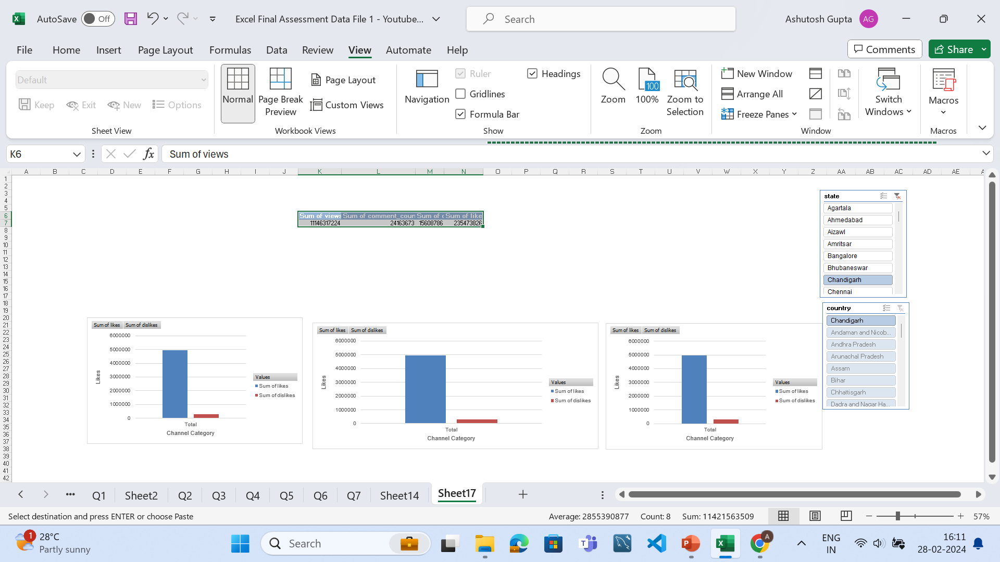 AutoSave Off Excel Final Assessment Data File 1 - Youtube... Search Ashutosh Gupta AG
File Home Insert Page Layout Formulas Data Review View Automate Help Comments Share
Default
Keep Exit New Options
Sheet View
Normal
Page Break
Preview
Page Layout
Custom Views
Workbook Views
Navigation
Ruler
Headings
Gridlines
Formula Bar
Show
Zoom
100
100%
Zoom to
Selection
Zoom
New Window
Arrange All
Freeze Panes
Window
Switch
Windows
Macros
Macros
K6 fx Sum of views
A B C D E F G H I J K L M N O P Q R S T U V W X Y Z AA AB AC AD AE
1
2
3
4
5
6
7
8
9
10
11
12
13
14
15
16
17
18
19
20
21
22
23
24
25
26
27
28
29
30
31
32
33
34
35
36
37
38
39
40
41
42
Sum of views Sum of comment_coun Sum of Sum of like
11146317224 24163673 15608786 235473826
state
Agartala
Ahmedabad
Aizawl
Amritsar
Bangalore
Bhubaneswar
Chandigarh
Chennai
country
Chandigarh
Andaman and Nicob...
Andhra Pradesh
Arunachal Pradesh
Assam
Bihar
Chhattisgarh
Dadra and Nagar Ha...
Sum of likes Sum of dislikes
6000000
5000000
4000000
3000000
2000000
1000000
0
Likes
Total
Channel Category
Values
Sum of likes
Sum of dislikes
Sum of likes Sum of dislikes
6000000
5000000
4000000
3000000
2000000
1000000
0
Likes
Total
Channel Category
Values
Sum of likes
Sum of dislikes
Sum of likes Sum of dislikes
6000000
5000000
4000000
3000000
2000000
1000000
0
Likes
Total
Channel Category
Values
Sum of likes
Sum of dislikes
... Q1 Sheet2 Q2 Q3 Q4 Q5 Q6 Q7 Sheet14 Sheet17
Select destination and press ENTER or choose Paste Average: 2855390877 Count: 8 Sum: 11421563509 57%
1
28°C
Partly sunny
Search
A
ENG
IN
16:11
28-02-2024